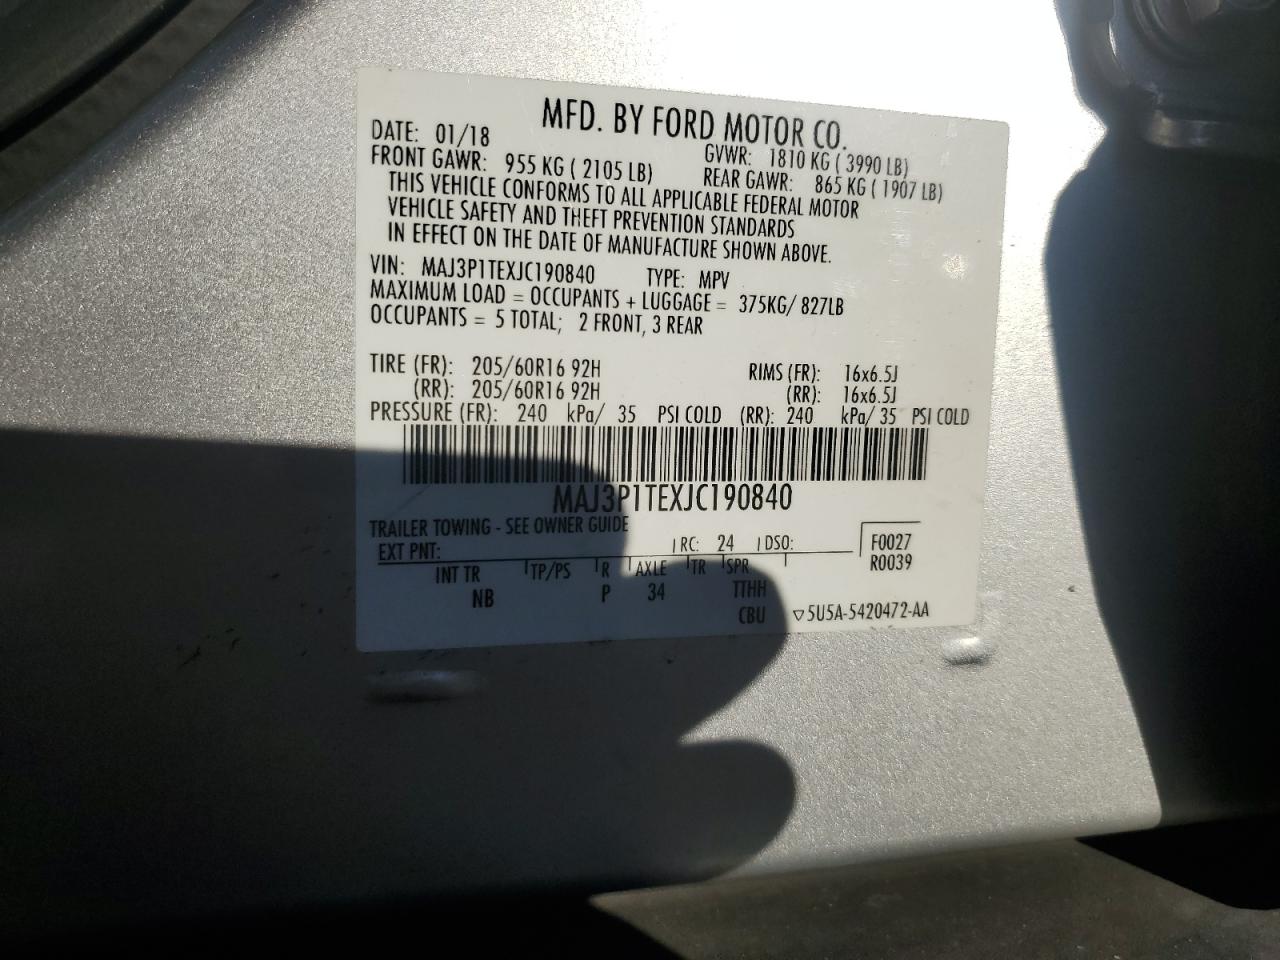 MFD. BY FORD MOTOR CO.
DATE: 01/18 GVWR: 1810 KG ( 3990 LB)
FRONT GAWR: 955 KG ( 2105 LB) REAR GAWR: 865 KG ( 1907 LB)
THIS VEHICLE CONFORMS TO ALL APPLICABLE FEDERAL MOTOR
VEHICLE SAFETY AND THEFT PREVENTION STANDARDS
IN EFFECT ON THE DATE OF MANUFACTURE SHOWN ABOVE.
VIN: MAJ3P1TEXJC190840 TYPE: MPV
MAXIMUM LOAD = OCCUPANTS + LUGGAGE = 375KG/ 827LB
OCCUPANTS = 5 TOTAL; 2 FRONT, 3 REAR
TIRE (FR): 205/60R16 92H RIMS (FR): 16x6.5J
(RR): 205/60R16 92H (RR): 16x6.5J
PRESSURE (FR): 240 kPa/ 35 PSI COLD (RR): 240 kPa/ 35 PSI COLD
MAJ3P1TEXJC190840
TRAILER TOWING - SEE OWNER GUIDE
EXT PNT: RC: 24 DSO: F0027
R0039
INT TR TP/PS R AXLE TR SPR
NB P 34 TTHH
CBU ▽5U5A-5420472-AA